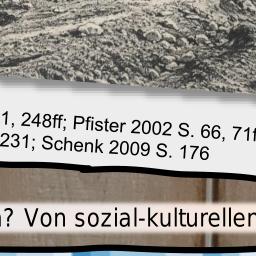 1, 248ff; Pfister 2002 S. 66, 71f
231; Schenk 2009 S. 176
? Von sozial-kulturellen